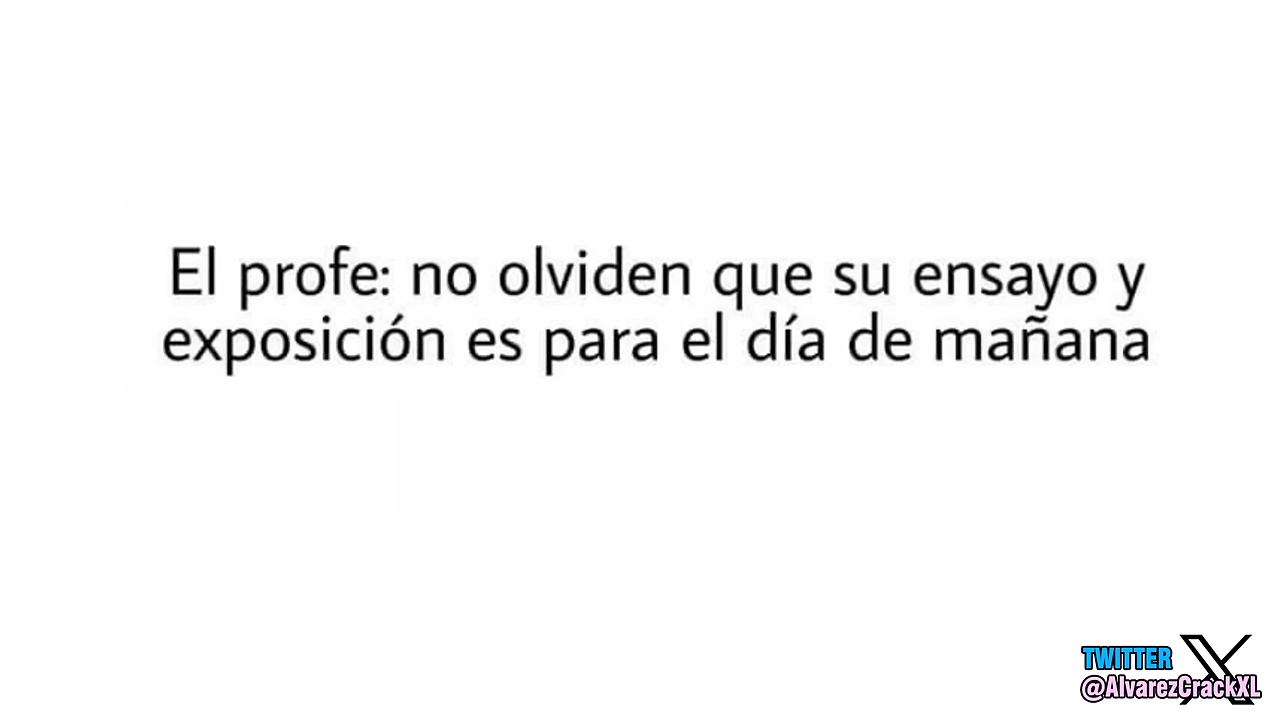 El profe: no olviden que su ensayo y
exposición es para el día de mañana
TWITTER X
@AlvarezCrackXL